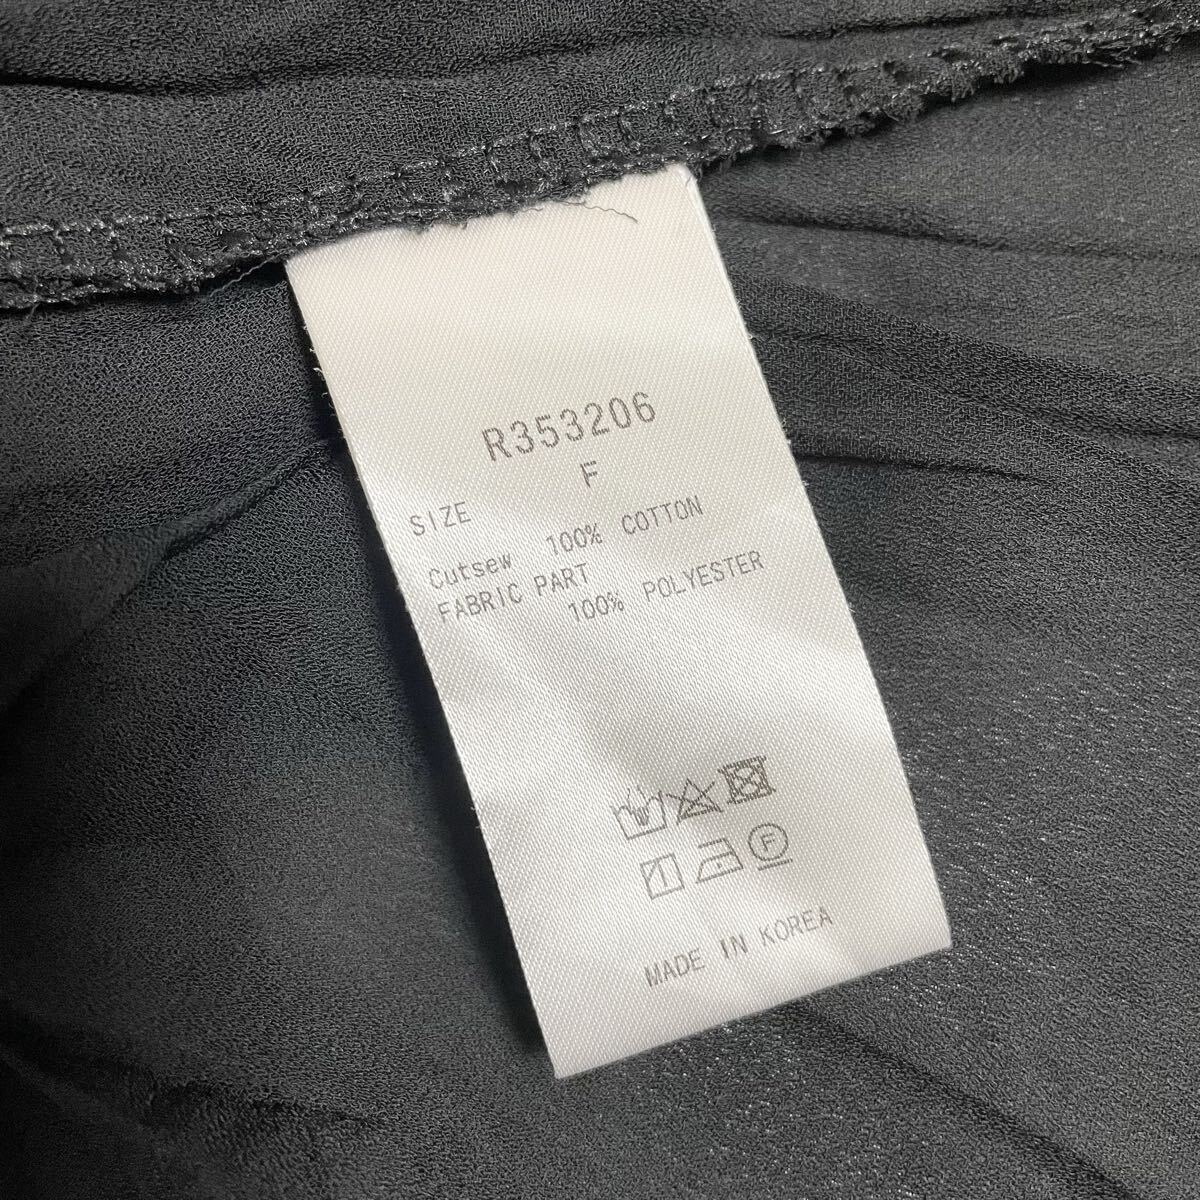 R353206
SIZE F
Cutsew 100% COTTON
FABRIC PART
100% POLYESTER
F
MADE IN KOREA